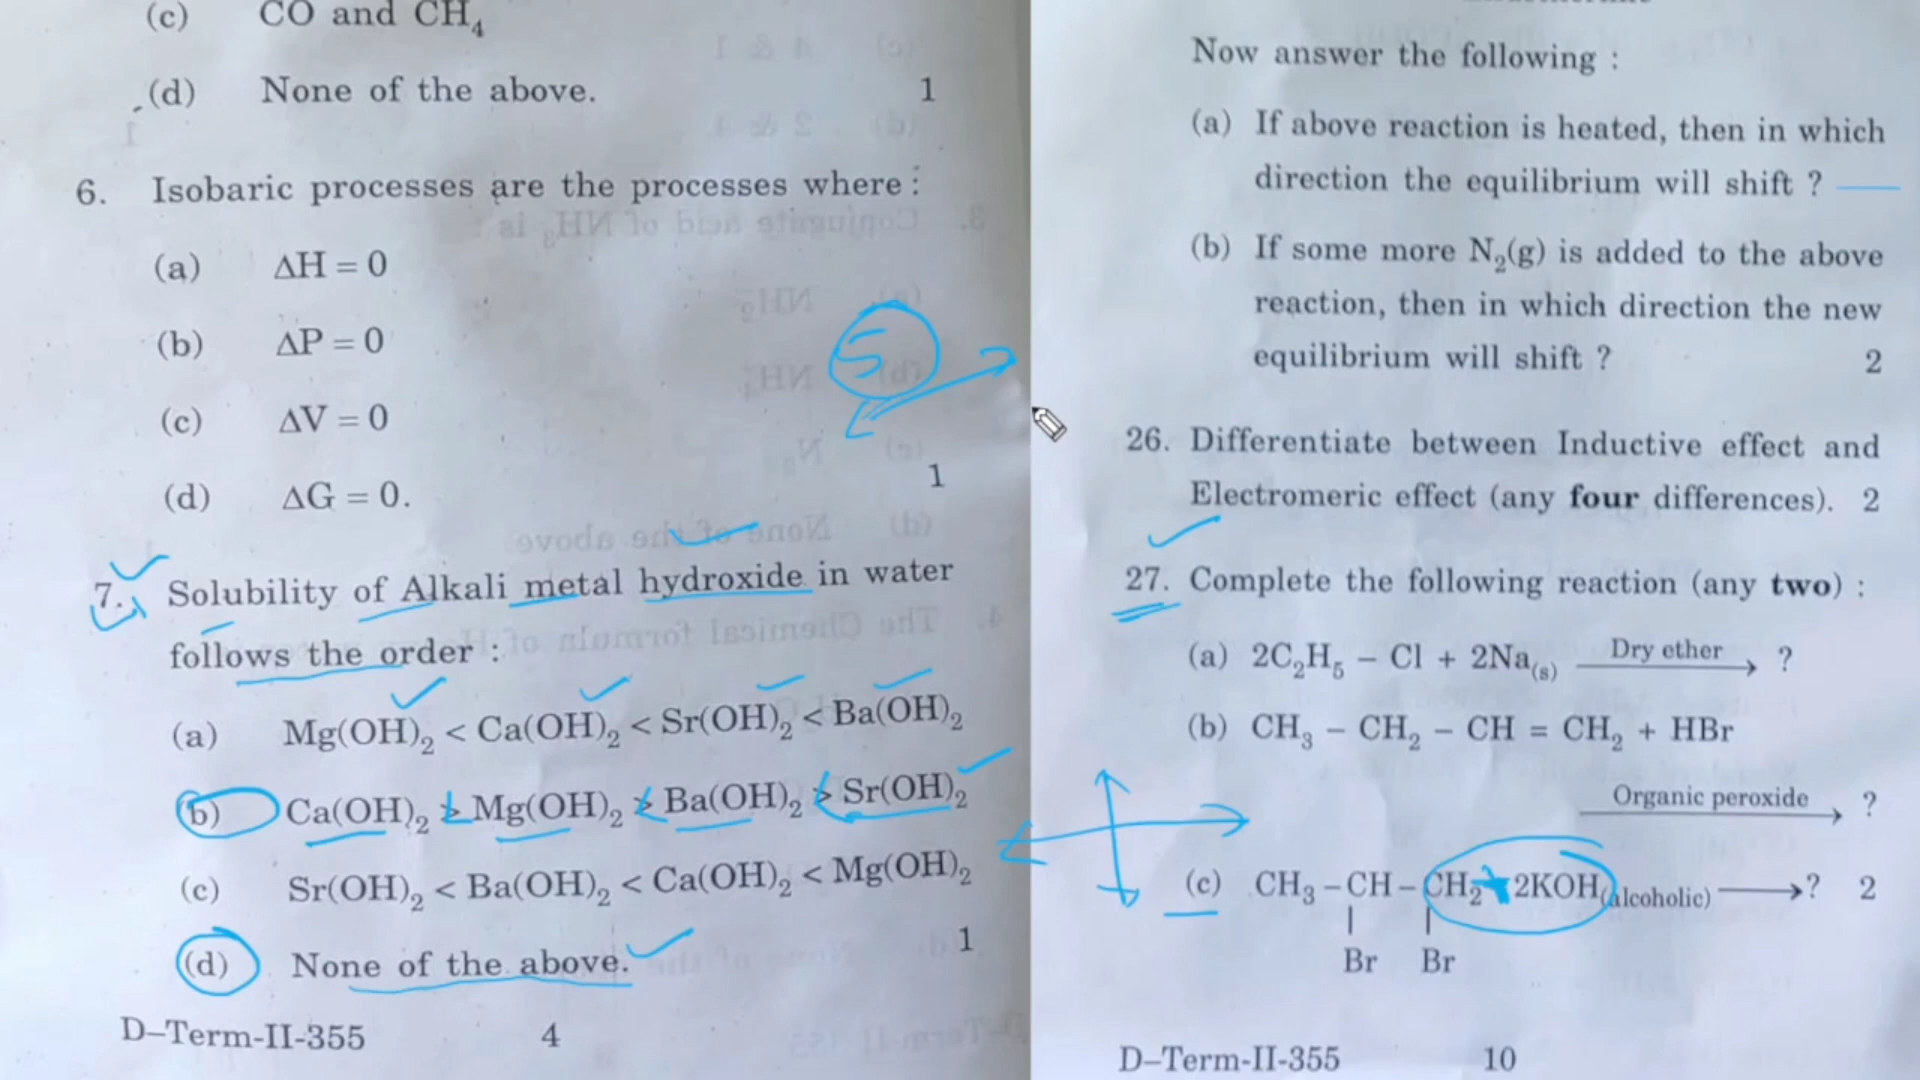 (c) CO and CH₄
(d) None of the above. 1
6. Isobaric processes are the processes where :
(a) ΔH = 0
(b) ΔP = 0
(c) ΔV = 0
(d) ΔG = 0. 1
5
7. Solubility of Alkali metal hydroxide in water
follows the order :
(a) Mg(OH)₂ < Ca(OH)₂ < Sr(OH)₂ < Ba(OH)₂
(b) Ca(OH)₂ > Mg(OH)₂ > Ba(OH)₂ > Sr(OH)₂
(c) Sr(OH)₂ < Ba(OH)₂ < Ca(OH)₂ < Mg(OH)₂
(d) None of the above. 1
D–Term-II-355 4
Now answer the following :
(a) If above reaction is heated, then in which
direction the equilibrium will shift ?
(b) If some more N₂(g) is added to the above
reaction, then in which direction the new
equilibrium will shift ? 2
26. Differentiate between Inductive effect and
Electromeric effect (any four differences). 2
27. Complete the following reaction (any two) :
(a) 2C₂H₅ – Cl + 2Na(s) Dry ether ⟶ ?
(b) CH₃ – CH₂ – CH = CH₂ + HBr
Organic peroxide ⟶ ?
(c) CH₃ – CH – CH₂ + 2KOH(alcoholic) ⟶ ? 2
Br Br
D–Term-II-355 10